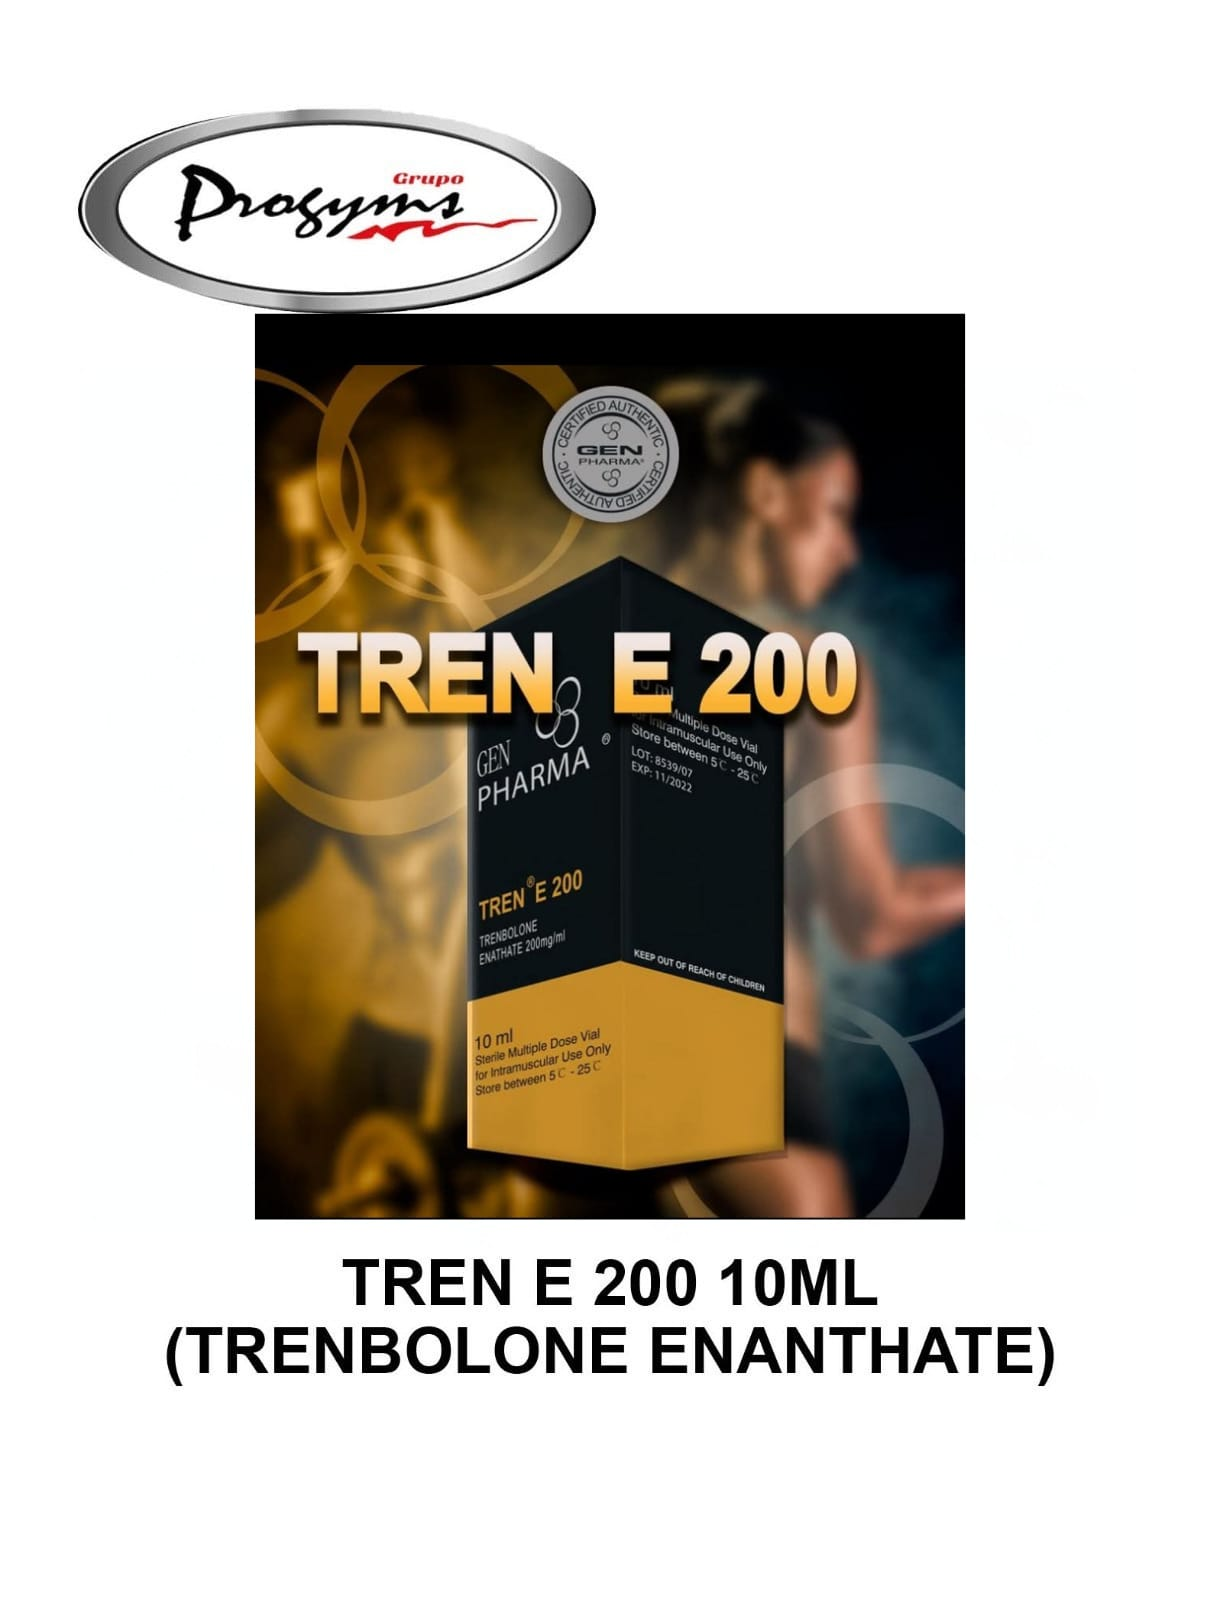 Grupo
Progyms
CERTIFIED AUTHENTIC · CERTIFIED AUTHENTIC ·
GEN
PHARMA®
TREN E 200
GEN
PHARMA
®
TREN® E 200
TRENBOLONE
ENATHATE 200mg/ml
10 ml
Sterile Multiple Dose Vial
for Intramuscular Use Only
Store between 5℃ - 25℃
ml
Multiple Dose Vial
for Intramuscular Use Only
Store between 5℃ - 25℃
LOT: 8539/07
EXP: 11/2022
KEEP OUT OF REACH OF CHILDREN
TREN E 200 10ML
(TRENBOLONE ENANTHATE)